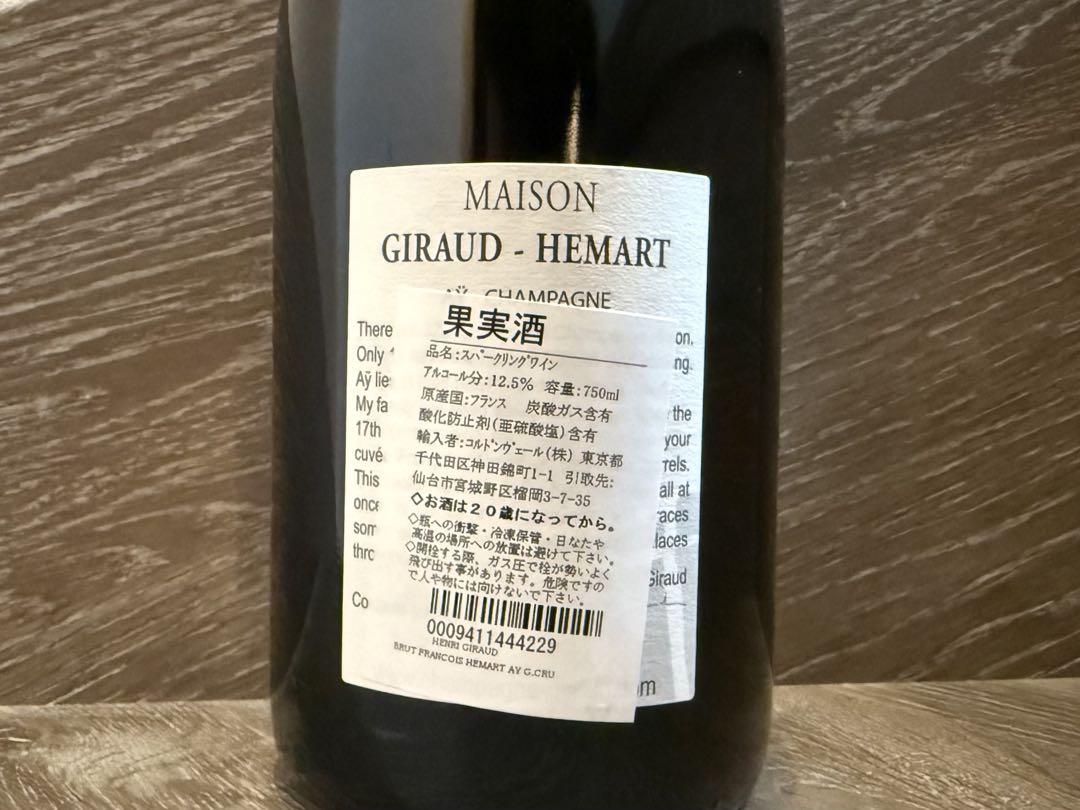 MAISON
GIRAUD - HEMART
AŸ - CHAMPAGNE
果実酒
品名:スパークリングワイン
アルコール分:12.5% 容量:750ml
原産国:フランス 炭酸ガス含有
酸化防止剤(亜硫酸塩)含有
輸入者:コルドンヴェール(株) 東京都
千代田区神田錦町1-1 引取先:
仙台市宮城野区榴岡3-7-35
◇お酒は20歳になってから。
◇瓶への衝撃・冷凍保管・日なたや
高温の場所への放置は避けて下さい。
◇開栓する際、ガス圧で栓が勢いよく
飛び出す事があります。危険ですの
で人や物には向けないで下さい。
0009411444229
HENRI GIRAUD
BRUT FRANCOIS HEMART AY G.CRU
There on.
Only 1 ng.
Aÿ lie
My fa the
17th your
cuvé rels.
This all at
once aces
som laces
thro
Giraud
Co om